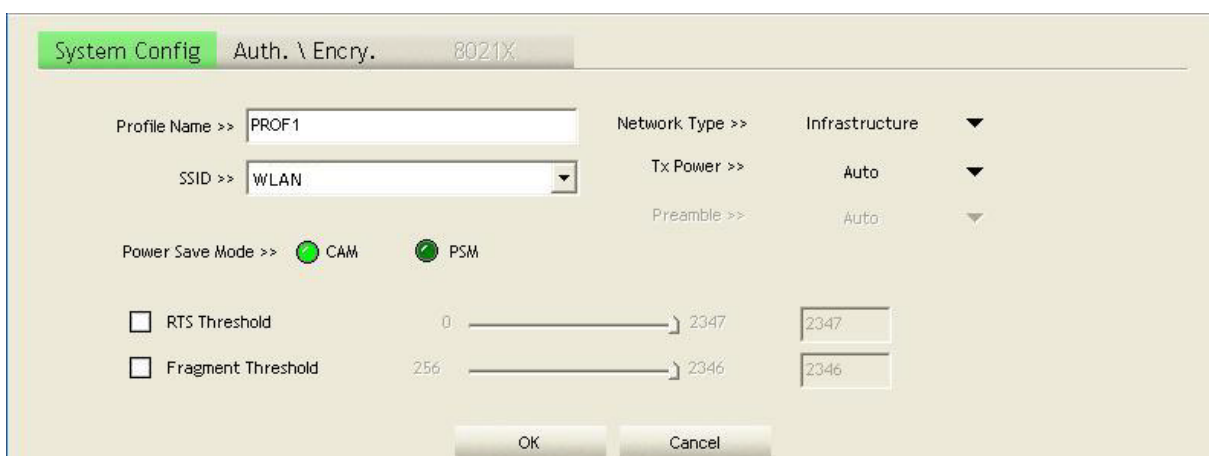 System Config Auth. \ Encry. 8021X
Profile Name >> PROF1 Network Type >> Infrastructure
SSID >> WLAN Tx Power >> Auto
Preamble >> Auto
Power Save Mode >> CAM PSM
RTS Threshold 0 2347 2347
Fragment Threshold 256 2346 2346
OK Cancel